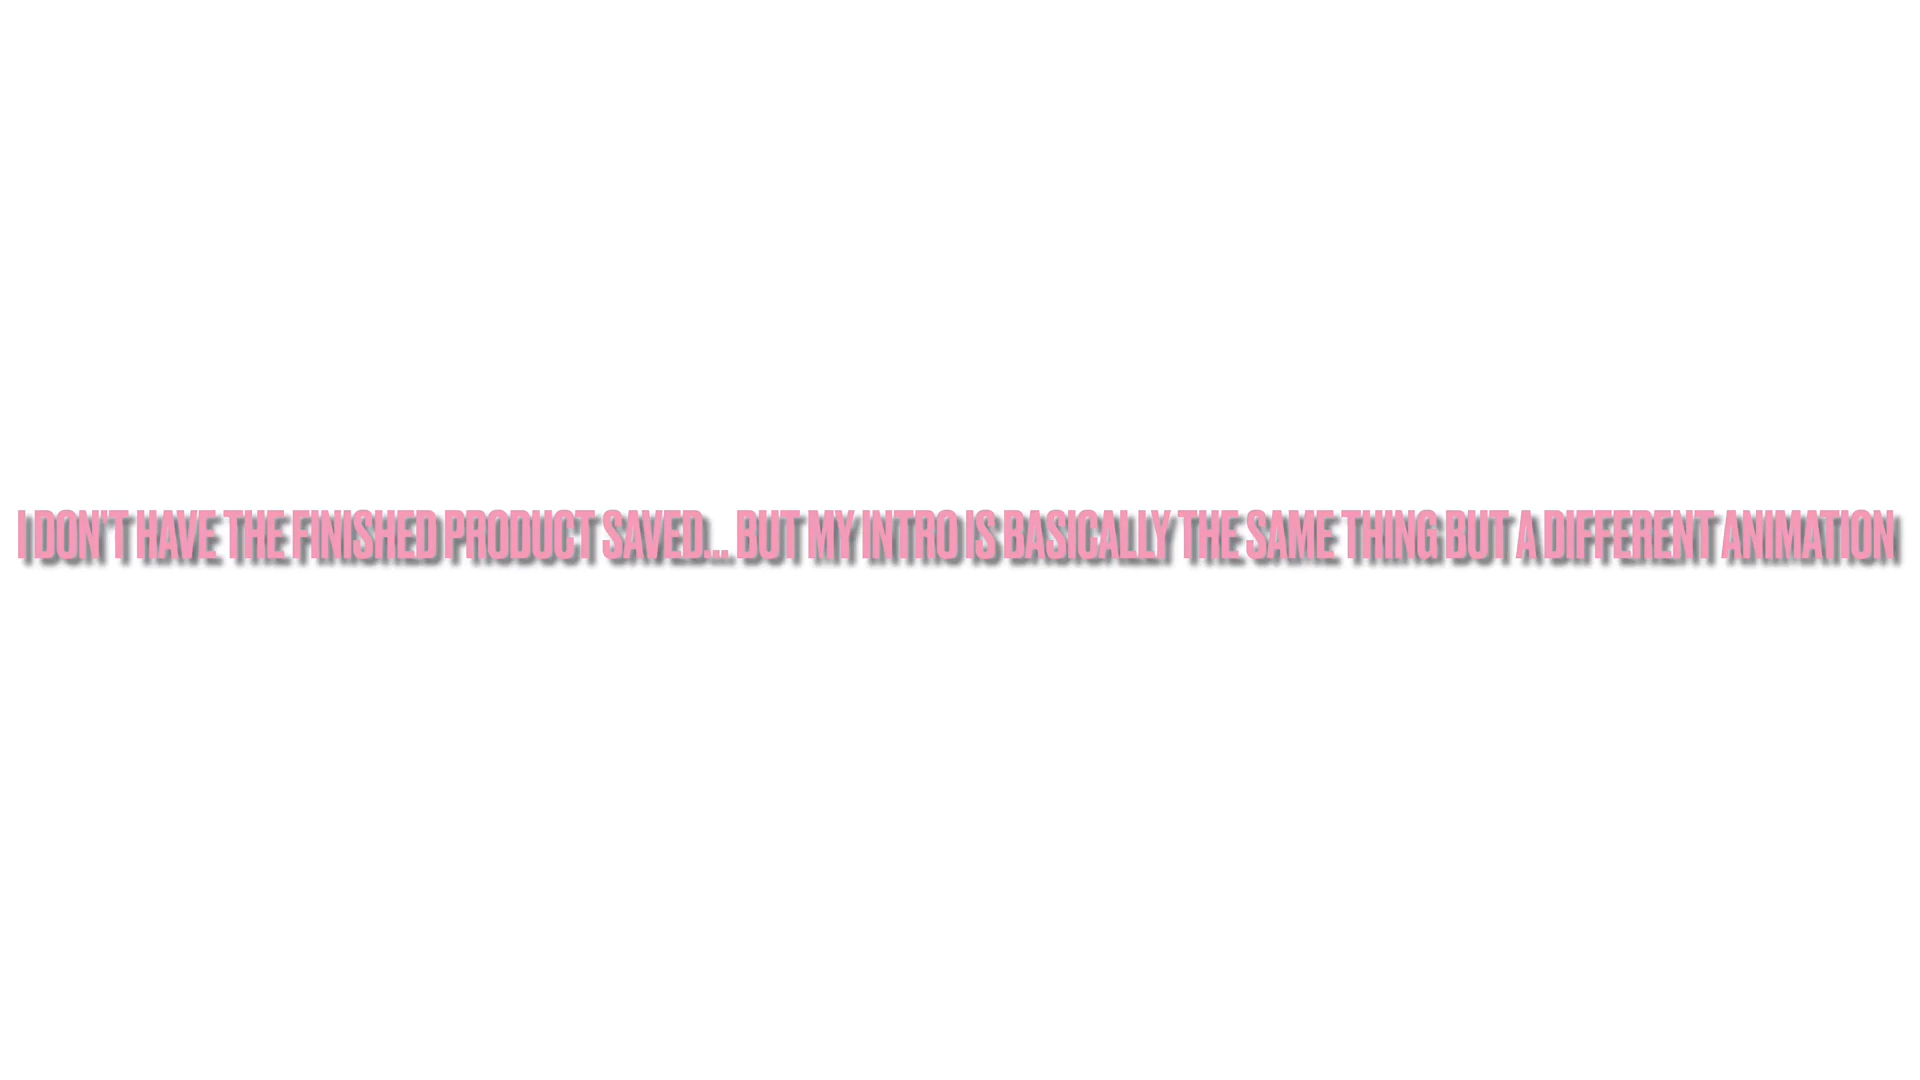 I DON'T HAVE THE FINISHED PRODUCT SAVED... BUT MY INTRO IS BASICALLY THE SAME THING BUT A DIFFERENT ANIMATION